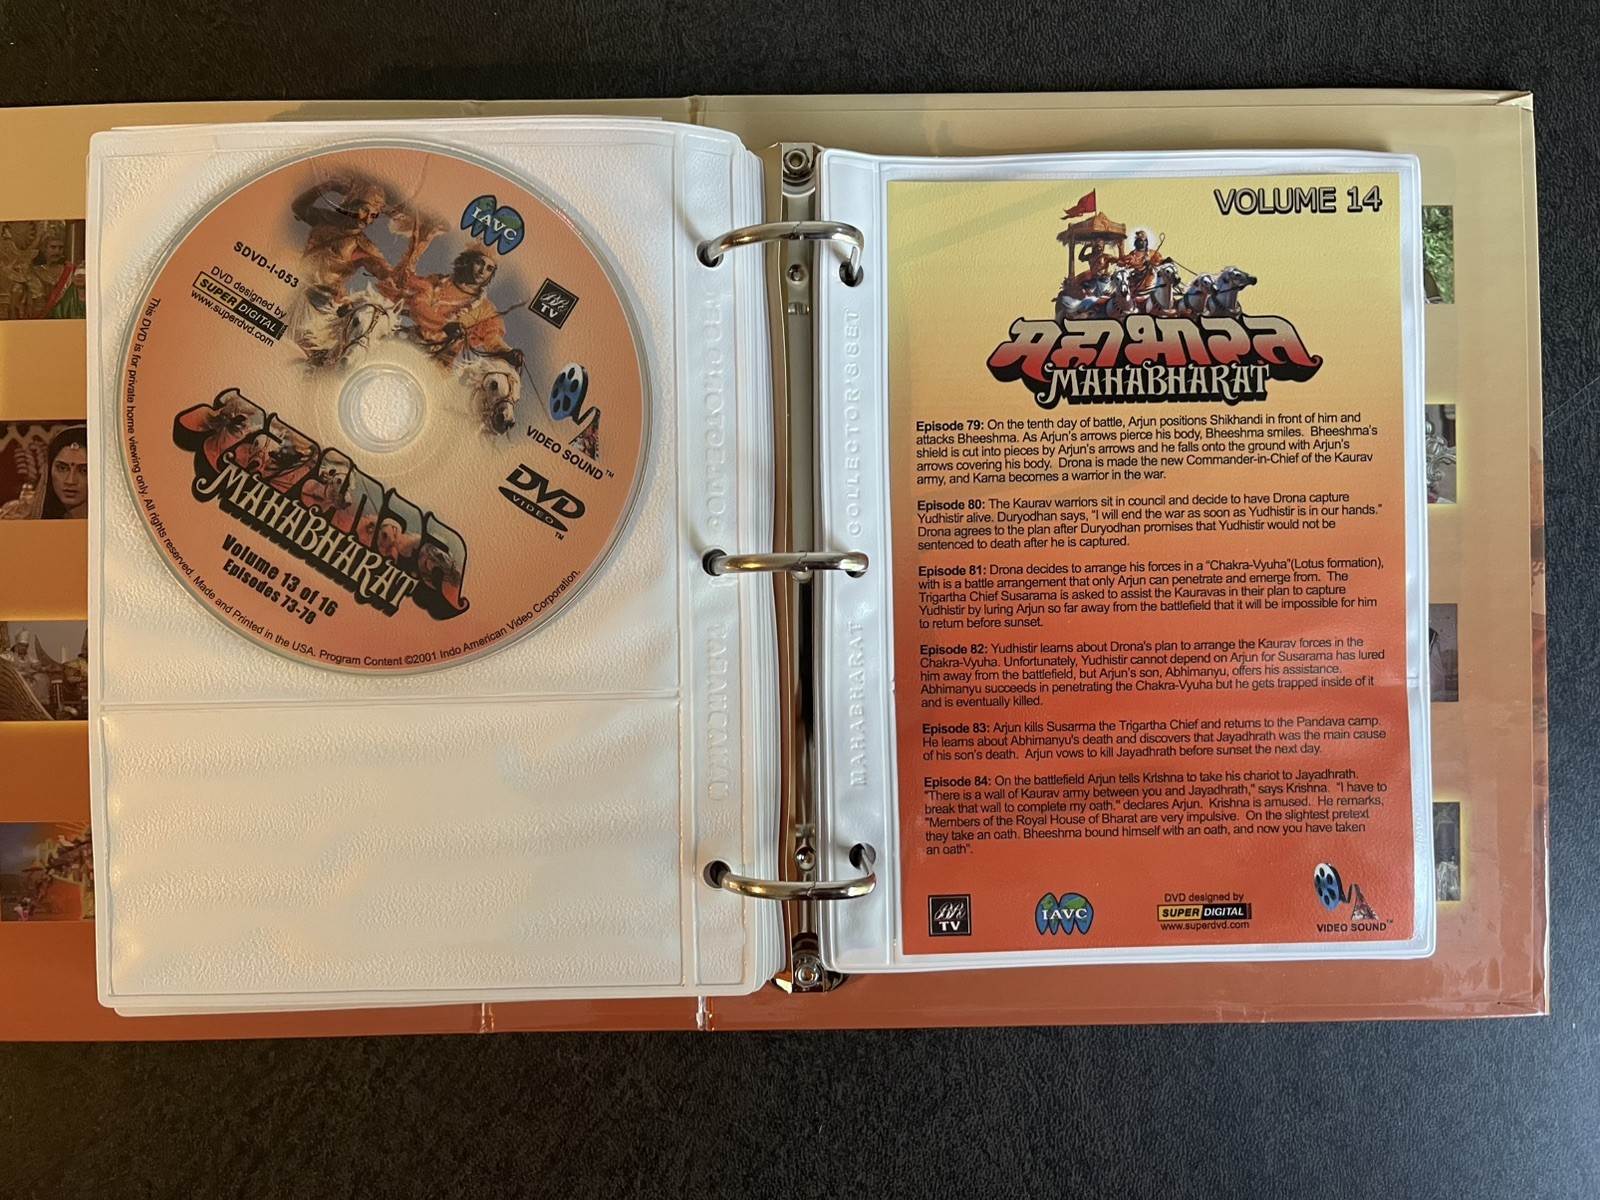 IAVC
SDVD-I-053
DVD designed by
SUPER DIGITAL
www.superdvd.com
BR
TV
VIDEO SOUND™
DVD
VIDEO™
महाभारत
MAHABHARAT
Volume 13 of 16
Episodes 73-78
This DVD is for private home viewing only. All rights reserved. Made and Printed in the USA. Program Content ©2001 Indo American Video Corporation.
MAHABHARAT COLLECTOR'S SET
VOLUME 14
महाभारत
MAHABHARAT
Episode 79: On the tenth day of battle, Arjun positions Shikhandi in front of him and
attacks Bheeshma. As Arjun's arrows pierce his body, Bheeshma smiles. Bheeshma's
shield is cut into pieces by Arjun's arrows and he falls onto the ground with Arjun's
arrows covering his body. Drona is made the new Commander-in-Chief of the Kaurav
army, and Karna becomes a warrior in the war.
Episode 80: The Kaurav warriors sit in council and decide to have Drona capture
Yudhistir alive. Duryodhan says, "I will end the war as soon as Yudhistir is in our hands."
Drona agrees to the plan after Duryodhan promises that Yudhistir would not be
sentenced to death after he is captured.
Episode 81: Drona decides to arrange his forces in a "Chakra-Vyuha"(Lotus formation),
with is a battle arrangement that only Arjun can penetrate and emerge from. The
Trigartha Chief Susarama is asked to assist the Kauravas in their plan to capture
Yudhistir by luring Arjun so far away from the battlefield that it will be impossible for him
to return before sunset.
Episode 82: Yudhistir learns about Drona's plan to arrange the Kaurav forces in the
Chakra-Vyuha. Unfortunately, Yudhistir cannot depend on Arjun for Susarama has lured
him away from the battlefield, but Arjun's son, Abhimanyu, offers his assistance.
Abhimanyu succeeds in penetrating the Chakra-Vyuha but he gets trapped inside of it
and is eventually killed.
Episode 83: Arjun kills Susarma the Trigartha Chief and returns to the Pandava camp.
He learns about Abhimanyu's death and discovers that Jayadhrath was the main cause
of his son's death. Arjun vows to kill Jayadhrath before sunset the next day.
Episode 84: On the battlefield Arjun tells Krishna to take his chariot to Jayadhrath.
"There is a wall of Kaurav army between you and Jayadhrath," says Krishna. "I have to
break that wall to complete my oath." declares Arjun. Krishna is amused. He remarks,
"Members of the Royal House of Bharat are very impulsive. On the slightest pretext
they take an oath. Bheeshma bound himself with an oath, and now you have taken
an oath".
BR
TV
IAVC
DVD designed by
SUPER DIGITAL
www.superdvd.com
VIDEO SOUND™